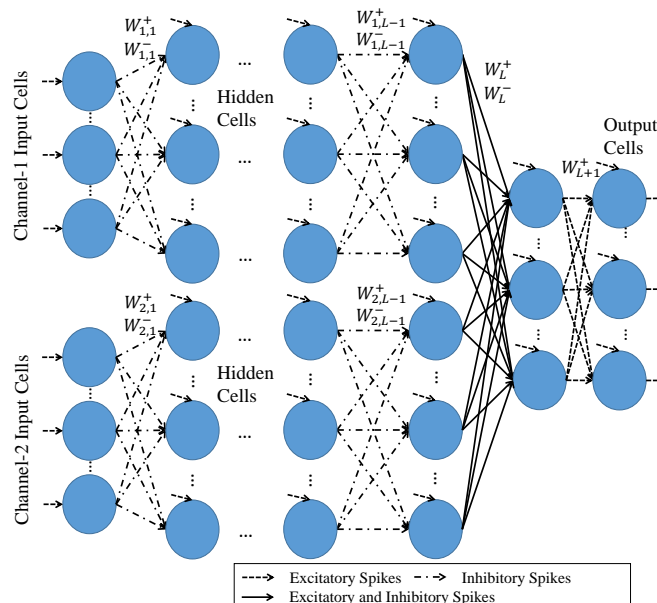 W⁺₁,₁
W⁻₁,₁
W⁺₁,L₋₁
W⁻₁,L₋₁
W⁺L
W⁻L
...
Hidden
Cells
...
...
Channel-1 Input Cells
Output
Cells
W⁺L₊₁
W⁺₂,₁
W⁻₂,₁
W⁺₂,L₋₁
W⁻₂,L₋₁
Hidden
Cells
...
...
...
Channel-2 Input Cells
Excitatory Spikes
Inhibitory Spikes
Excitatory and Inhibitory Spikes